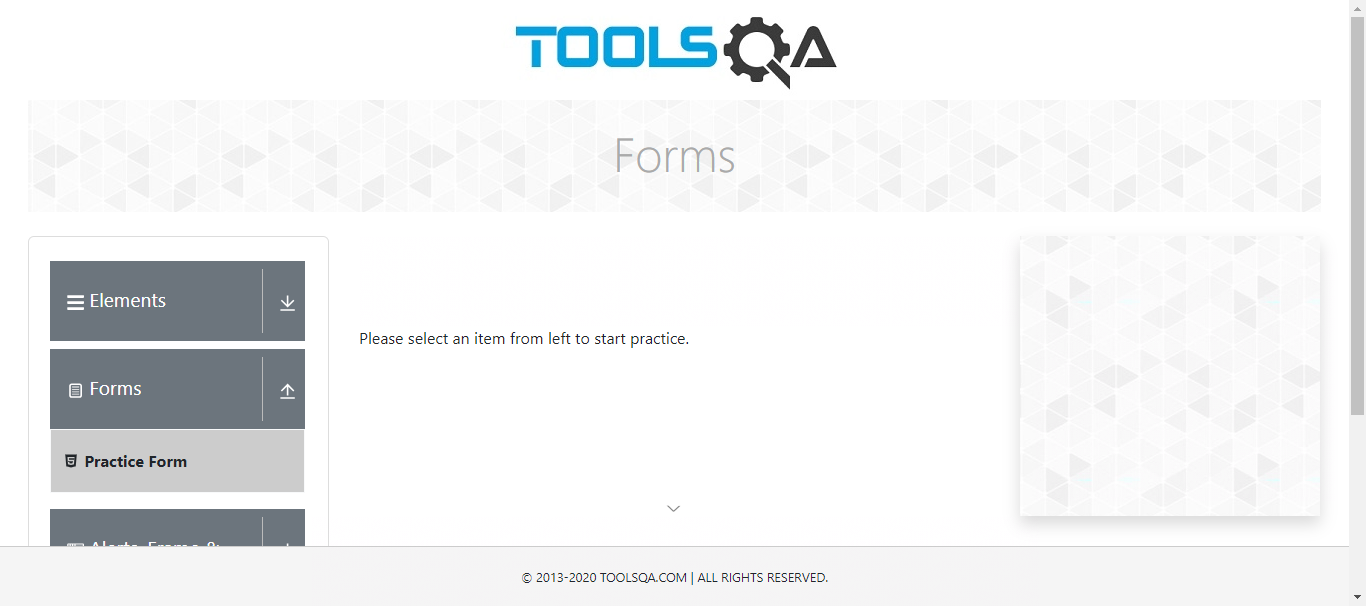 TOOLSQA
Forms
Elements
Forms
Practice Form
Please select an item from left to start practice.
© 2013-2020 TOOLSQA.COM | ALL RIGHTS RESERVED.